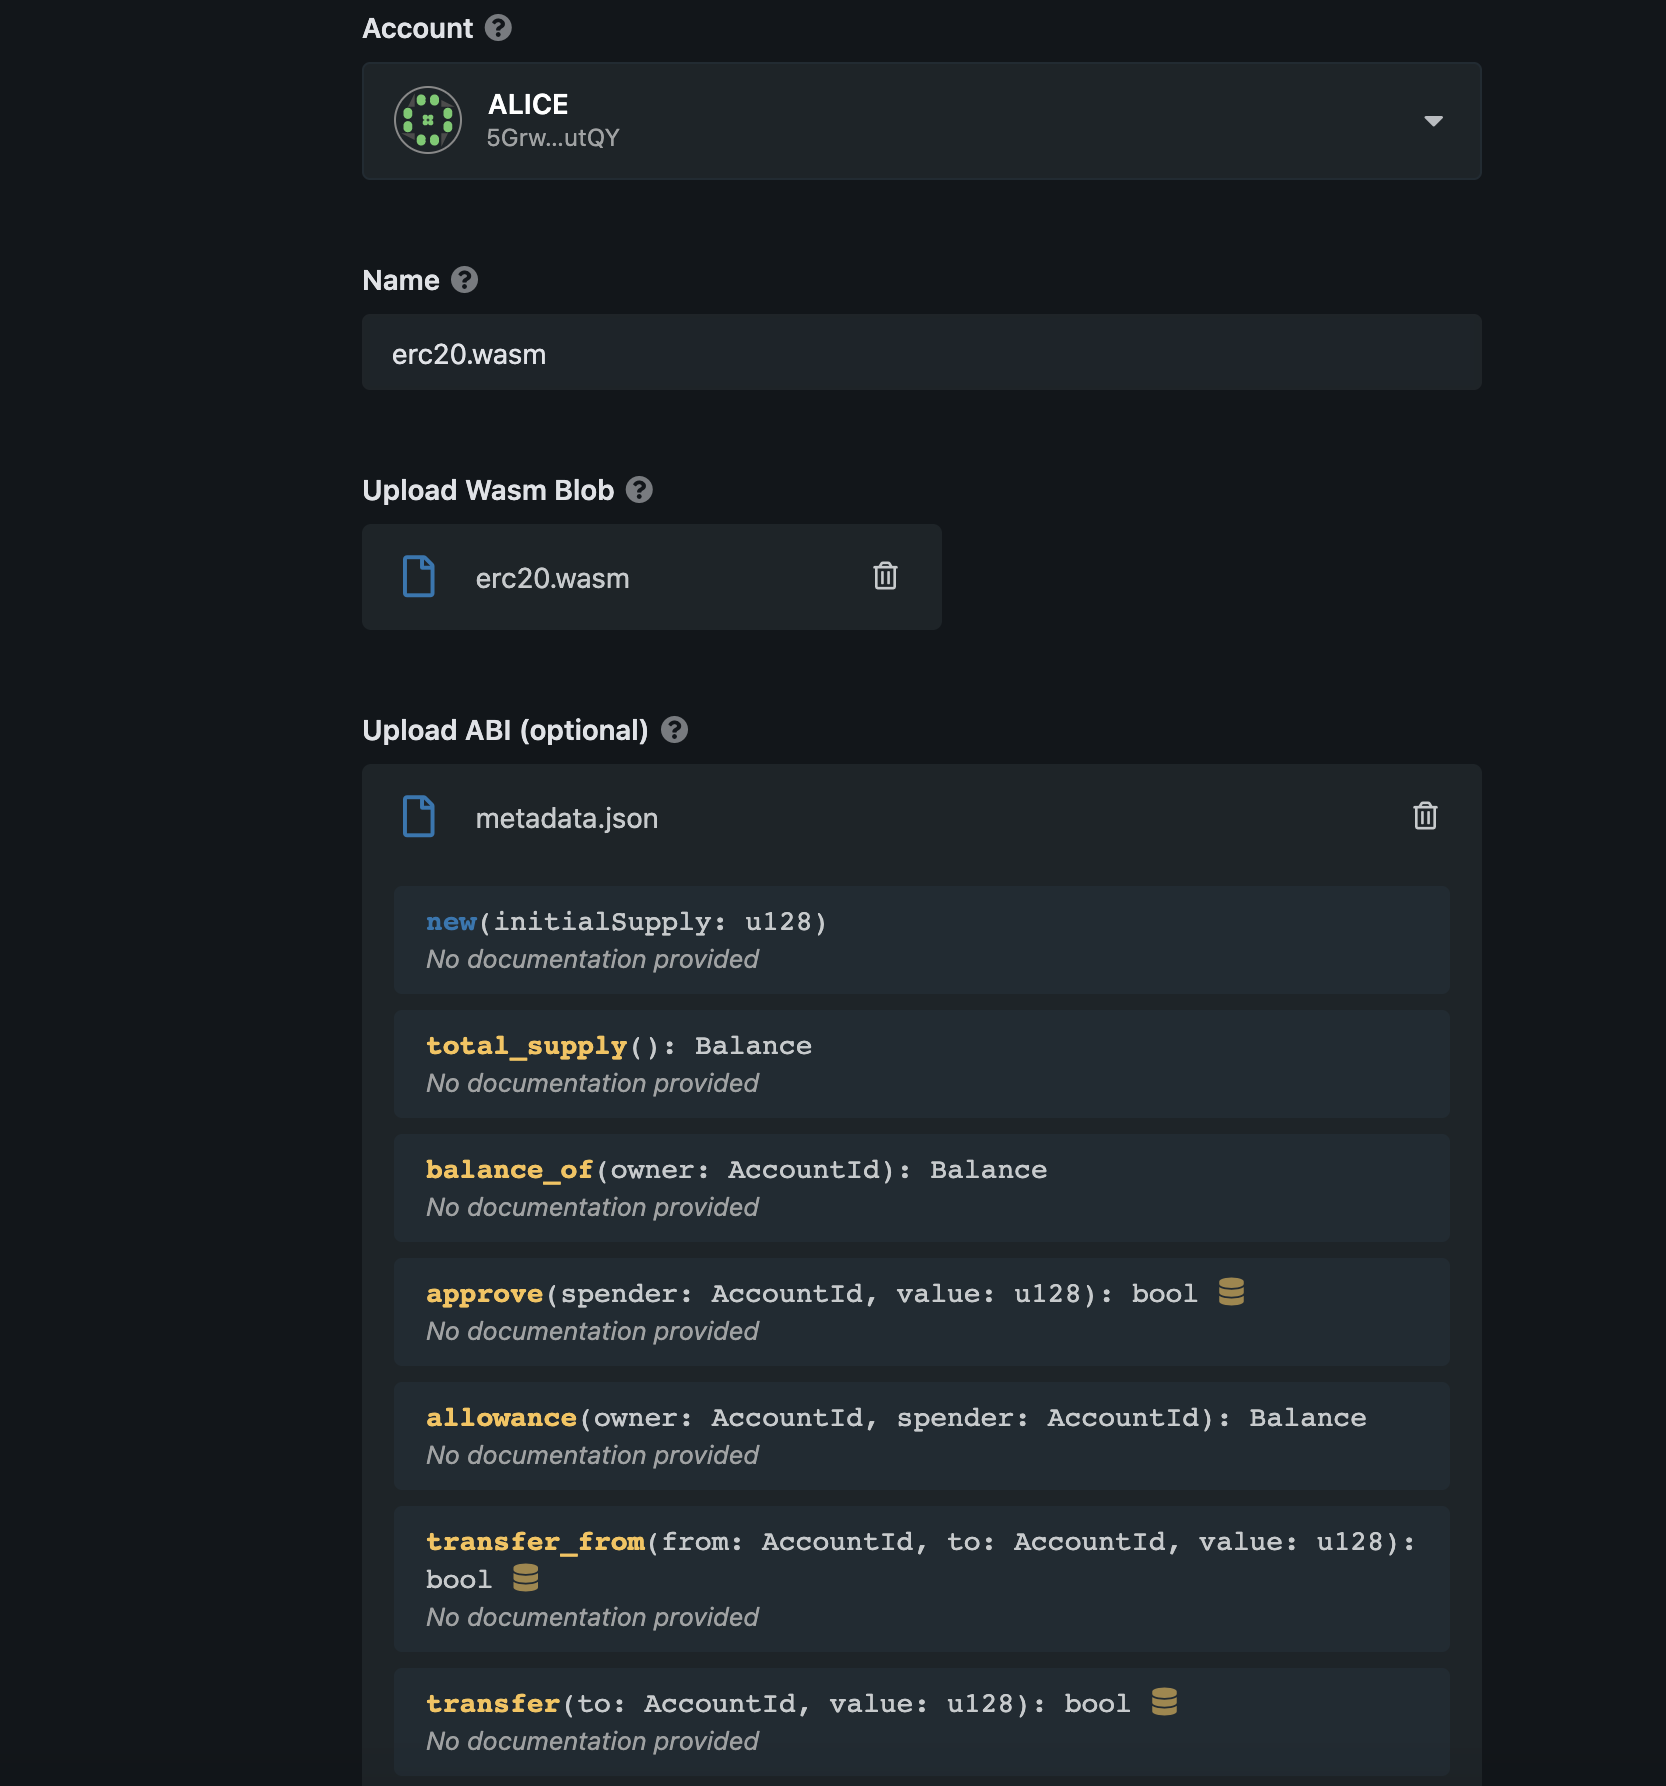 Account
ALICE
5Grw...utQY
Name
erc20.wasm
Upload Wasm Blob
erc20.wasm
Upload ABI (optional)
metadata.json
new(initialSupply: u128)
No documentation provided
total_supply(): Balance
No documentation provided
balance_of(owner: AccountId): Balance
No documentation provided
approve(spender: AccountId, value: u128): bool
No documentation provided
allowance(owner: AccountId, spender: AccountId): Balance
No documentation provided
transfer_from(from: AccountId, to: AccountId, value: u128):
bool
No documentation provided
transfer(to: AccountId, value: u128): bool
No documentation provided